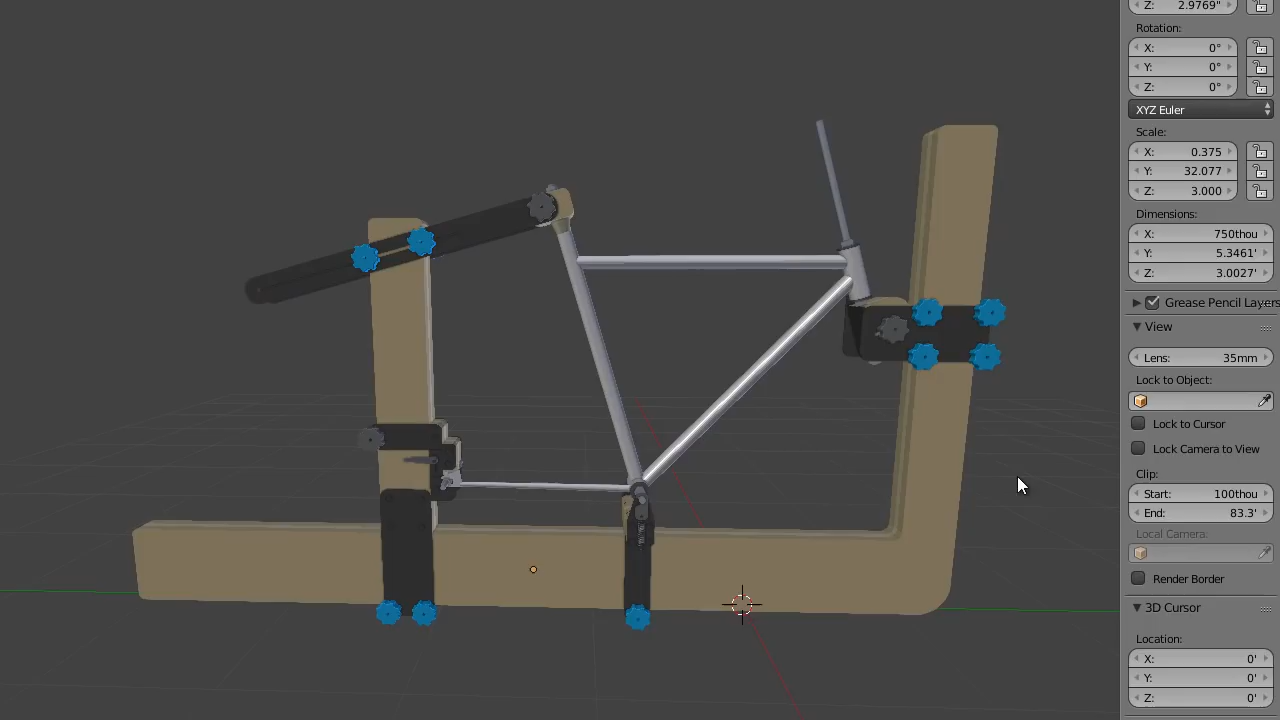 Z: 2.9769"
Rotation:
X: 0°
Y: 0°
Z: 0°
XYZ Euler
Scale:
X: 0.375
Y: 32.077
Z: 3.000
Dimensions:
X: 750thou
Y: 5.3461'
Z: 3.0027'
Grease Pencil Layers
View
Lens: 35mm
Lock to Object:
Lock to Cursor
Lock Camera to View
Clip:
Start: 100thou
End: 83.3'
Local Camera:
Render Border
3D Cursor
Location:
X: 0'
Y: 0'
Z: 0'